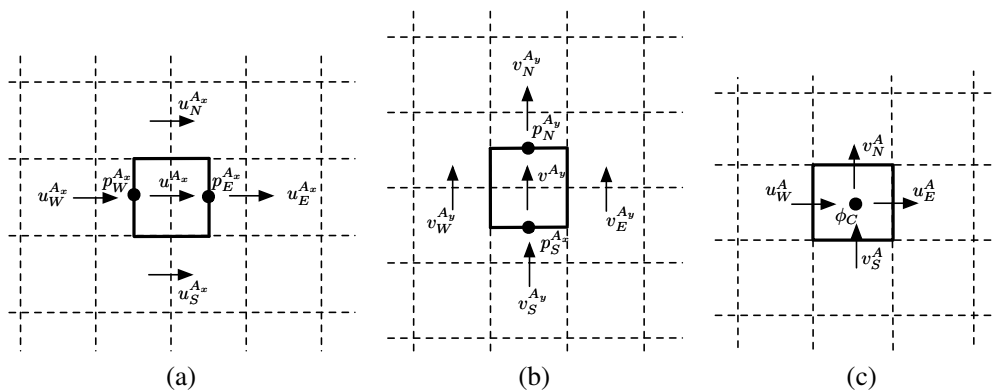 u_N^{A_x}
p_W^{A_x} u^{A_x} p_E^{A_x}
u_W^{A_x} u_E^{A_x}
u_S^{A_x}
(a)
v_N^{A_y}
p_N^{A_y}
v^{A_y}
v_W^{A_y} v_E^{A_y}
p_S^{A_x}
v_S^{A_y}
(b)
v_N^A
u_W^A u_E^A
ϕ_C
v_S^A
(c)